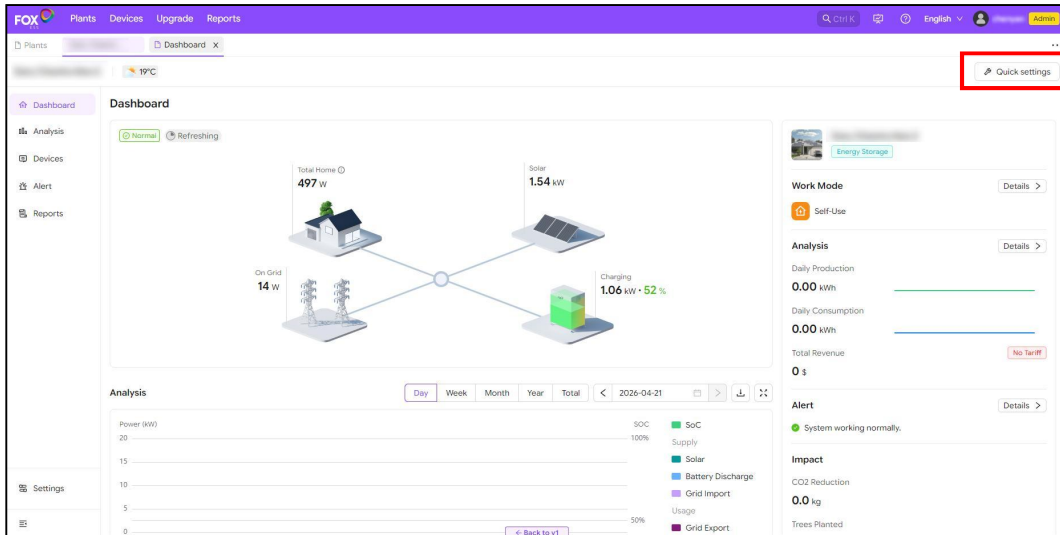 FOX ESS Plants Devices Upgrade Reports Ctrl K English Admin
Plants Dashboard X
19°C Quick settings
Dashboard
Analysis
Devices
Alert
Reports
Settings
Dashboard
Normal Refreshing
Total Home
497 W
Solar
1.54 kW
On Grid
14 W
Charging
1.06 kW · 52 %
Analysis Day Week Month Year Total < 2026-04-21 >
Power (kW) SOC
20 100%
15
10
5
50%
0
← Back to v1
SoC
Supply
Solar
Battery Discharge
Grid Import
Usage
Grid Export
Energy Storage
Work Mode Details >
Self-Use
Analysis Details >
Daily Production
0.00 kWh
Daily Consumption
0.00 kWh
Total Revenue No Tariff
0 $
Alert Details >
System working normally.
Impact
CO2 Reduction
0.0 kg
Trees Planted